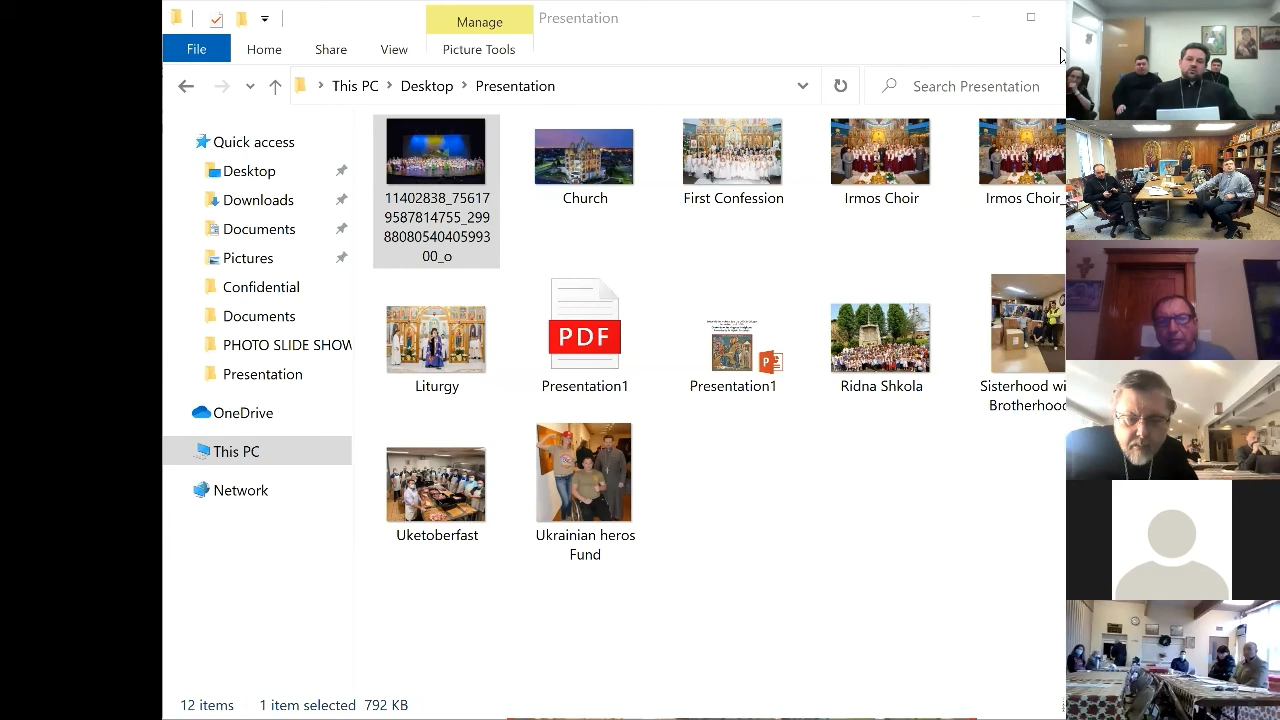 Manage
Presentation
File
Home
Share
View
Picture Tools
This PC
Desktop
Presentation
Search Presentation
Quick access
Desktop
Downloads
Documents
Pictures
Confidential
Documents
PHOTO SLIDE SHOW
Presentation
OneDrive
This PC
Network
11402838_75617
9587814755_299
88080540405993
00_o
Church
First Confession
Irmos Choir
Irmos Choir_
Liturgy
PDF
Presentation1
Presentation1
Ridna Shkola
Sisterhood wi
Brotherhood
Uketoberfast
Ukrainian heros
Fund
12 items
1 item selected 792 KB